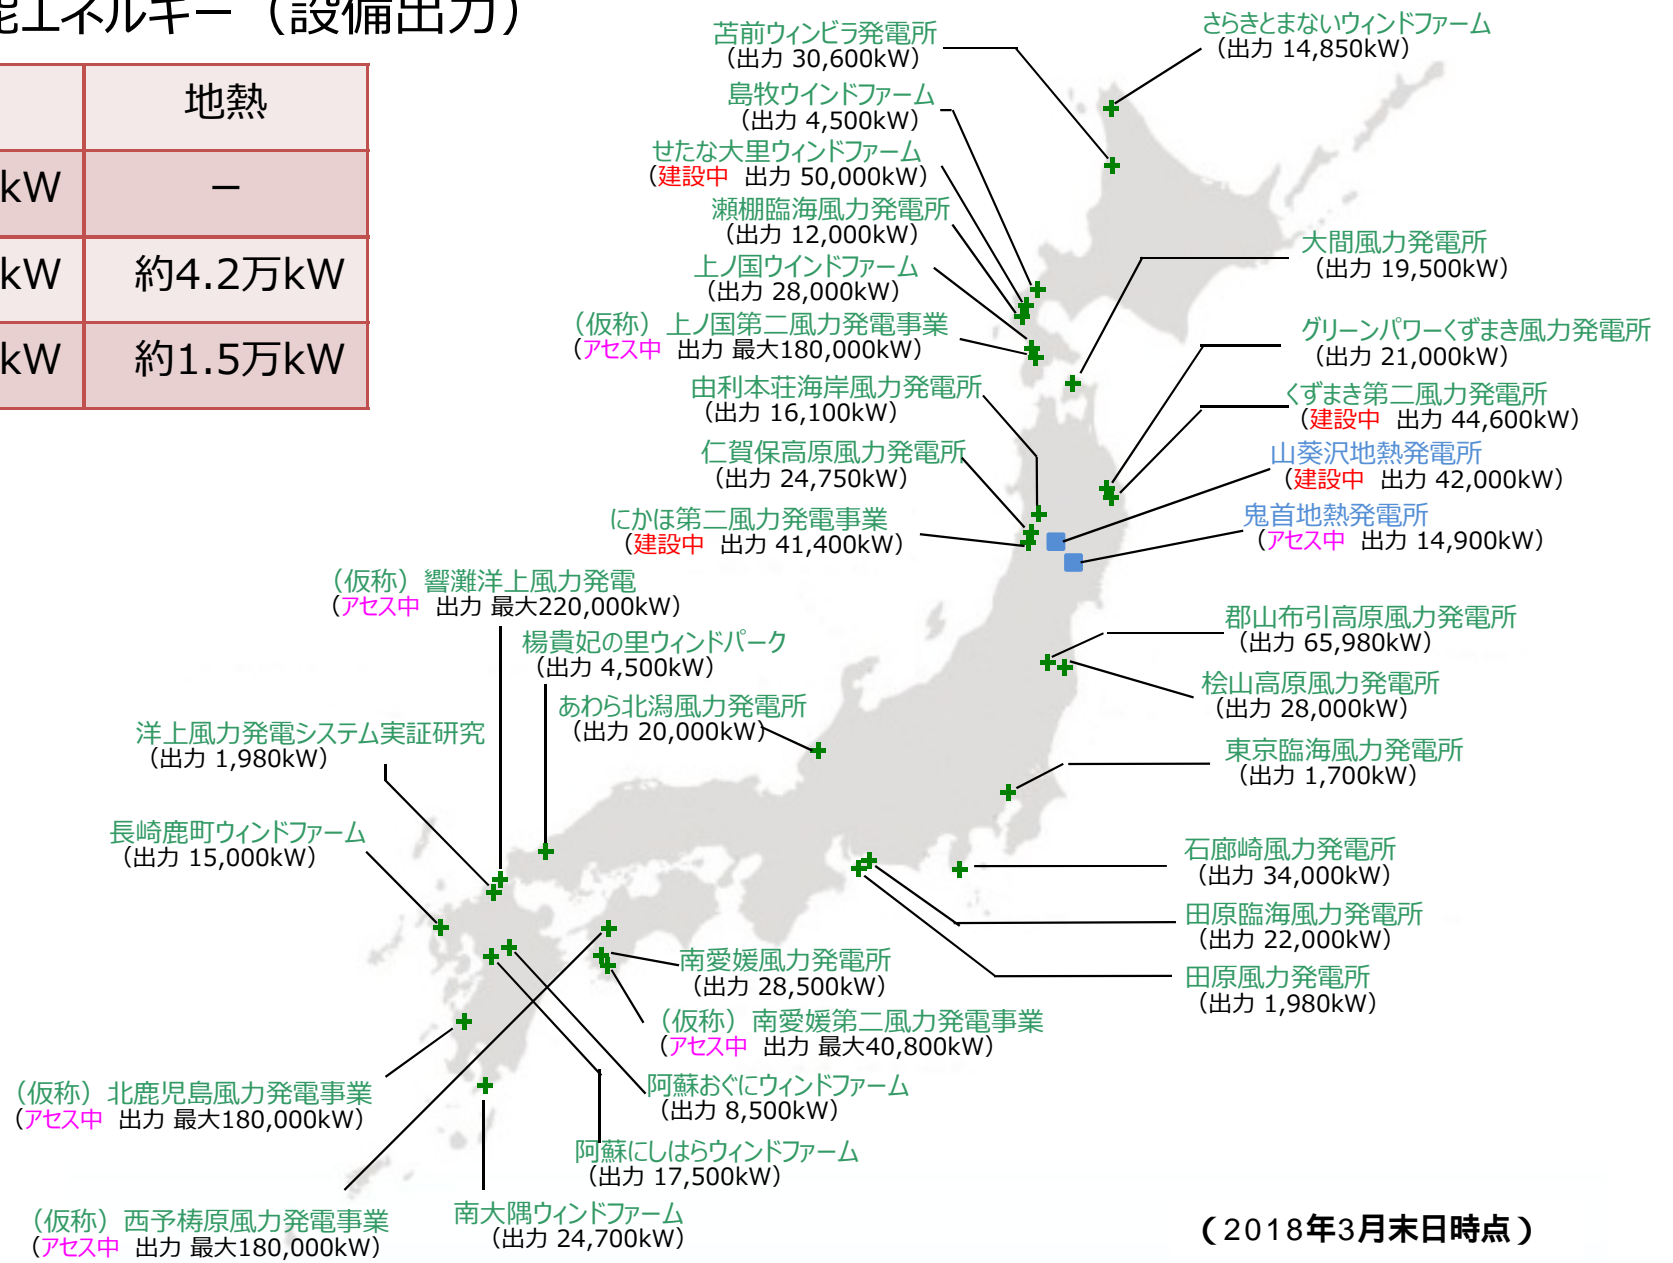 能エネルギー（設備出力）
地熱
kW
－
kW
約4.2万kW
kW
約1.5万kW
苫前ウィンビラ発電所
（出力 30,600kW）
さらきとまないウィンドファーム
（出力 14,850kW）
島牧ウインドファーム
（出力 4,500kW）
せたな大里ウィンドファーム
（建設中 出力 50,000kW）
瀬棚臨海風力発電所
（出力 12,000kW）
上ノ国ウインドファーム
（出力 28,000kW）
（仮称）上ノ国第二風力発電事業
（アセス中 出力 最大180,000kW）
由利本荘海岸風力発電所
（出力 16,100kW）
仁賀保高原風力発電所
（出力 24,750kW）
にかほ第二風力発電事業
（建設中 出力 41,400kW）
大間風力発電所
（出力 19,500kW）
グリーンパワーくずまき風力発電所
（出力 21,000kW）
くずまき第二風力発電所
（建設中 出力 44,600kW）
山葵沢地熱発電所
（建設中 出力 42,000kW）
鬼首地熱発電所
（アセス中 出力 14,900kW）
（仮称）響灘洋上風力発電
（アセス中 出力 最大220,000kW）
楊貴妃の里ウィンドパーク
（出力 4,500kW）
あわら北潟風力発電所
（出力 20,000kW）
洋上風力発電システム実証研究
（出力 1,980kW）
長崎鹿町ウィンドファーム
（出力 15,000kW）
郡山布引高原風力発電所
（出力 65,980kW）
桧山高原風力発電所
（出力 28,000kW）
東京臨海風力発電所
（出力 1,700kW）
石廊崎風力発電所
（出力 34,000kW）
田原臨海風力発電所
（出力 22,000kW）
田原風力発電所
（出力 1,980kW）
南愛媛風力発電所
（出力 28,500kW）
（仮称）南愛媛第二風力発電事業
（アセス中 出力 最大40,800kW）
阿蘇おぐにウィンドファーム
（出力 8,500kW）
阿蘇にしはらウィンドファーム
（出力 17,500kW）
（仮称）北鹿児島風力発電事業
（アセス中 出力 最大180,000kW）
（仮称）西予梼原風力発電事業
（アセス中 出力 最大180,000kW）
南大隅ウィンドファーム
（出力 24,700kW）
（2018年3月末日時点）